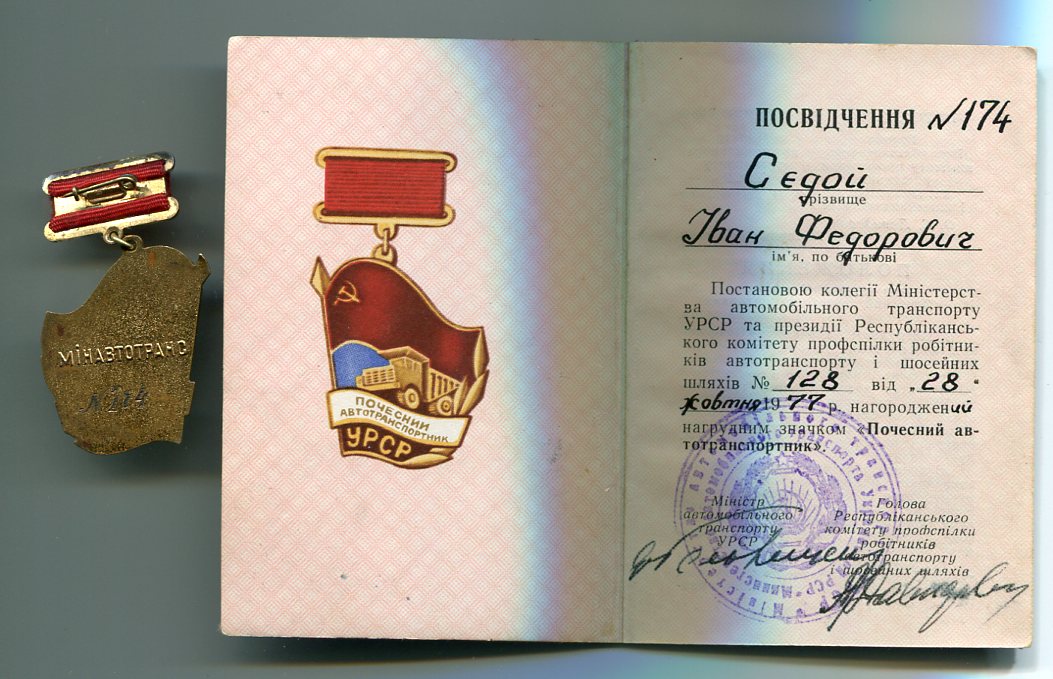 МІНАВТОТРАНС
ПОЧЕСНИЙ
АВТОТРАНСПОРТНИК
УРСР
ПОСВІДЧЕННЯ №174
Сєдой
прізвище
Іван Федорович
ім'я, по батькові
Постановою колегії Міністерст-
ва автомобільного транспорту
УРСР та президії Республікансь-
кого комітету профспілки робітни-
ків автотранспорту і шосейних
шляхів № 128 від „28"
жовтня 1977 р. нагороджений
нагрудним значком «Почесний ав-
тотранспортник».
Міністр
автомобільного
транспорту
УРСР
Голова
Республіканського
комітету профспілки
робітників
автотранспорту
і шосейних шляхів